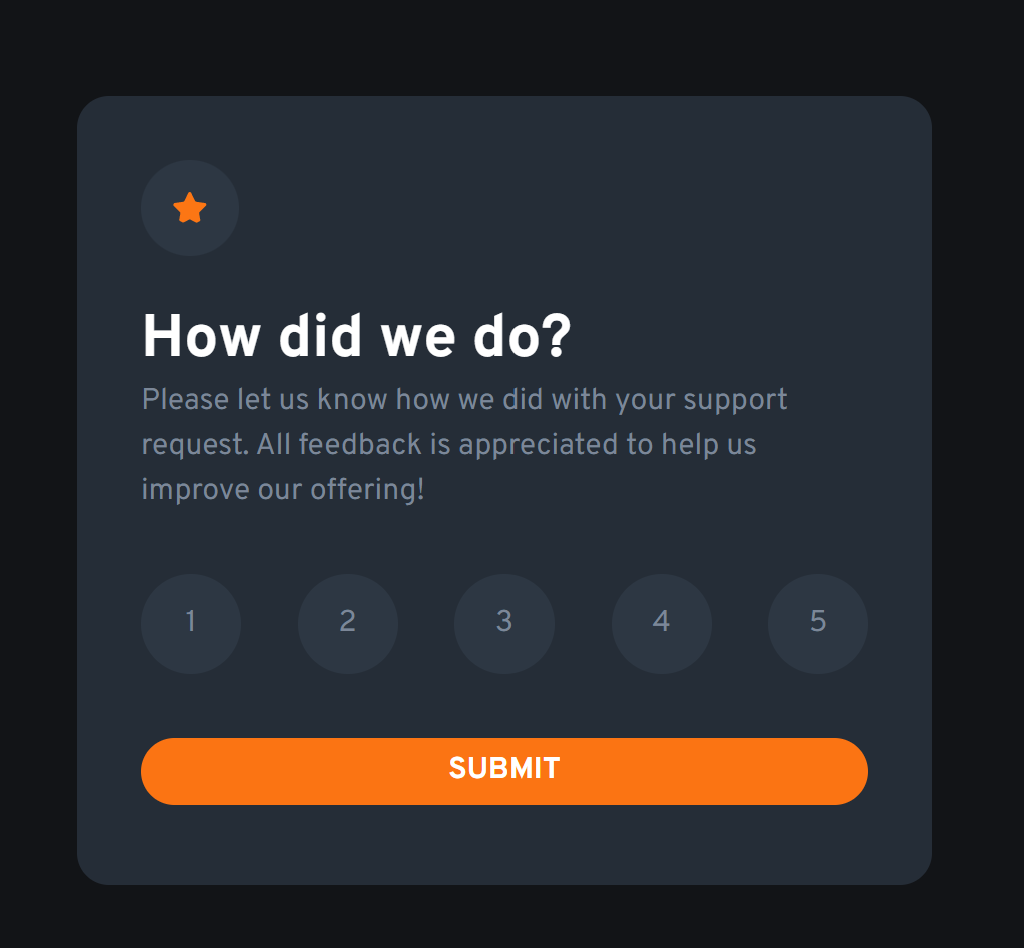 How did we do?
Please let us know how we did with your support
request. All feedback is appreciated to help us
improve our offering!
1 2 3 4 5
SUBMIT